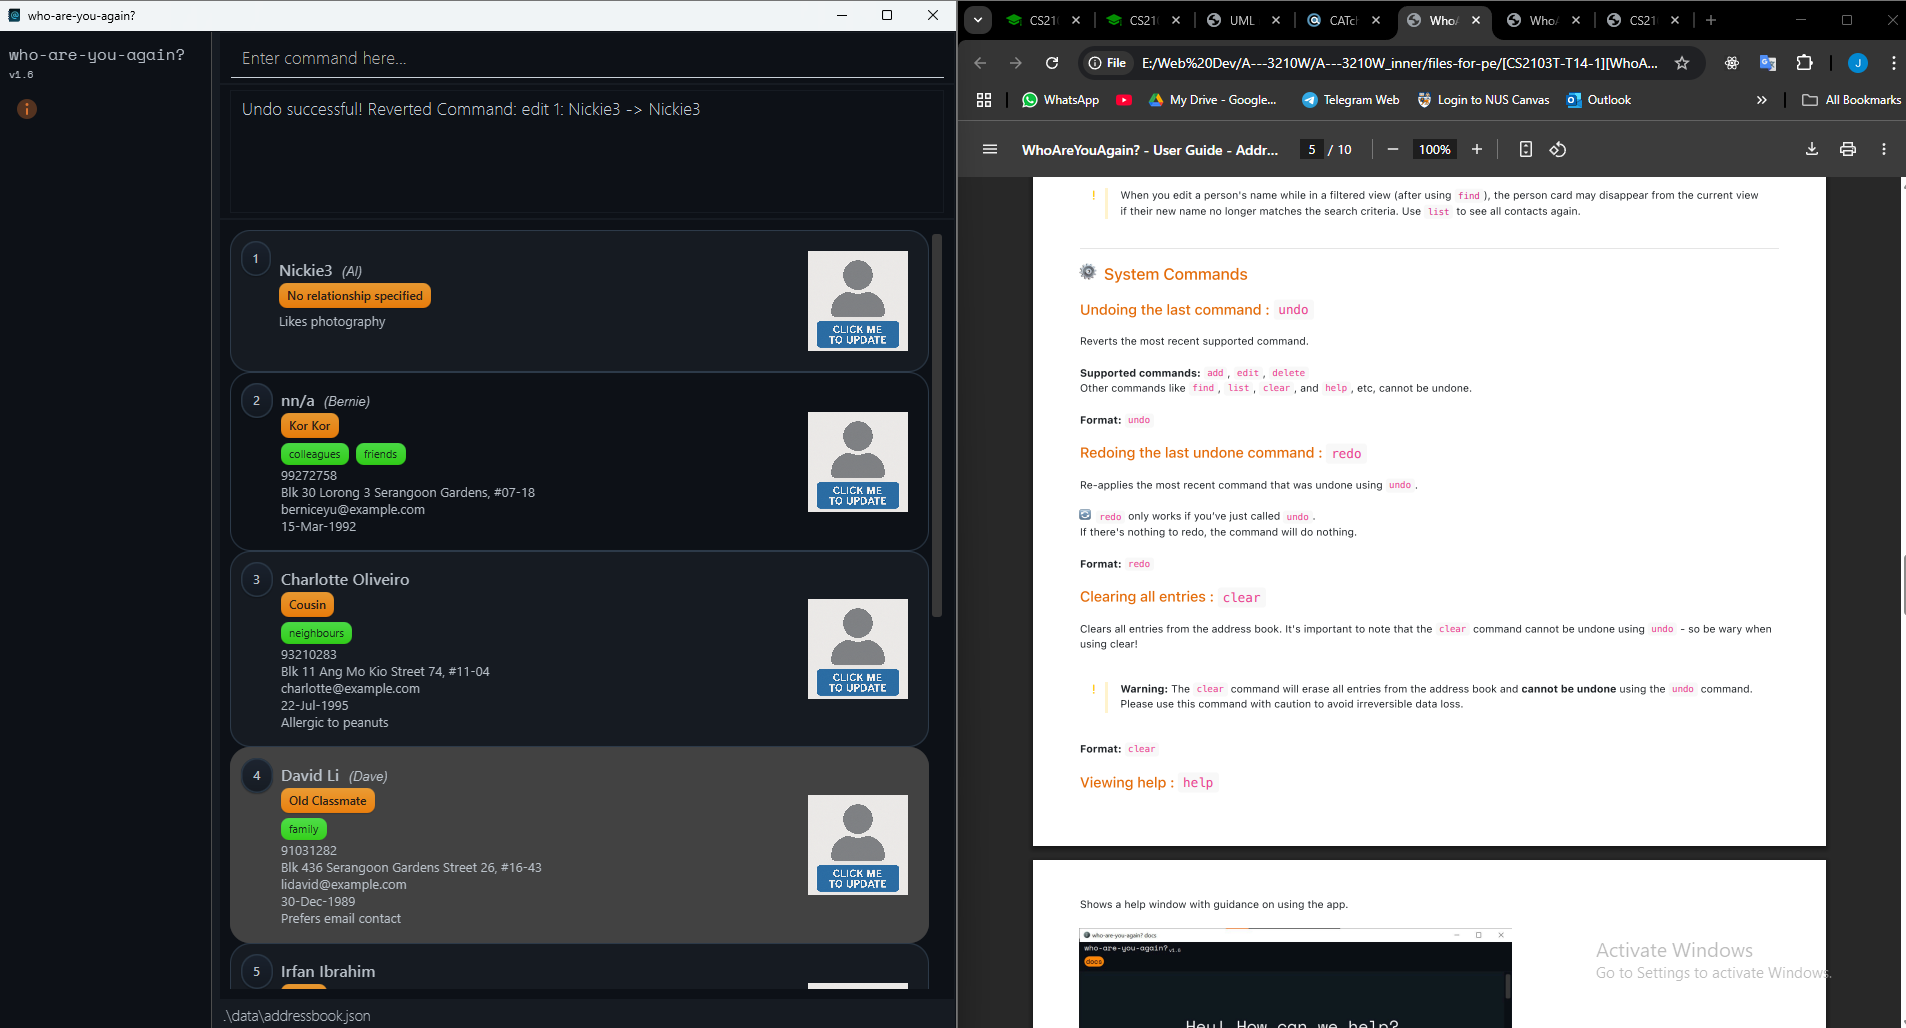 who-are-you-again?
who-are-you-again?
v1.6
Enter command here...
Undo successful! Reverted Command: edit 1: Nickie3 -> Nickie3
1
Nickie3 (Al)
No relationship specified
Likes photography
CLICK ME
TO UPDATE
2
nn/a (Bernie)
Kor Kor
colleagues friends
99272758
Blk 30 Lorong 3 Serangoon Gardens, #07-18
berniceyu@example.com
15-Mar-1992
CLICK ME
TO UPDATE
3
Charlotte Oliveiro
Cousin
neighbours
93210283
Blk 11 Ang Mo Kio Street 74, #11-04
charlotte@example.com
22-Jul-1995
Allergic to peanuts
CLICK ME
TO UPDATE
4
David Li (Dave)
Old Classmate
family
91031282
Blk 436 Serangoon Gardens Street 26, #16-43
lidavid@example.com
30-Dec-1989
Prefers email contact
CLICK ME
TO UPDATE
5
Irfan Ibrahim
.\data\addressbook.json
CS21 CS21 UML CATc Who Who CS21
File E:/Web%20Dev/A---3210W/A---3210W_inner/files-for-pe/[CS2103T-T14-1][WhoA...
J
WhatsApp My Drive - Google... Telegram Web Login to NUS Canvas Outlook » All Bookmarks
WhoAreYouAgain? - User Guide - Addr... 5 / 10 100%
! When you edit a person's name while in a filtered view (after using find ), the person card may disappear from the current view
if their new name no longer matches the search criteria. Use list to see all contacts again.
System Commands
Undoing the last command : undo
Reverts the most recent supported command.
Supported commands: add , edit , delete
Other commands like find , list , clear , and help , etc, cannot be undone.
Format: undo
Redoing the last undone command : redo
Re-applies the most recent command that was undone using undo .
redo only works if you've just called undo .
If there's nothing to redo, the command will do nothing.
Format: redo
Clearing all entries : clear
Clears all entries from the address book. It's important to note that the clear command cannot be undone using undo - so be wary when
using clear!
! Warning: The clear command will erase all entries from the address book and cannot be undone using the undo command.
Please use this command with caution to avoid irreversible data loss.
Format: clear
Viewing help : help
Shows a help window with guidance on using the app.
who-are-you-again? docs
who-are-you-again? v1.6
docs
Hey! How can we help?
Activate Windows
Go to Settings to activate Windows.